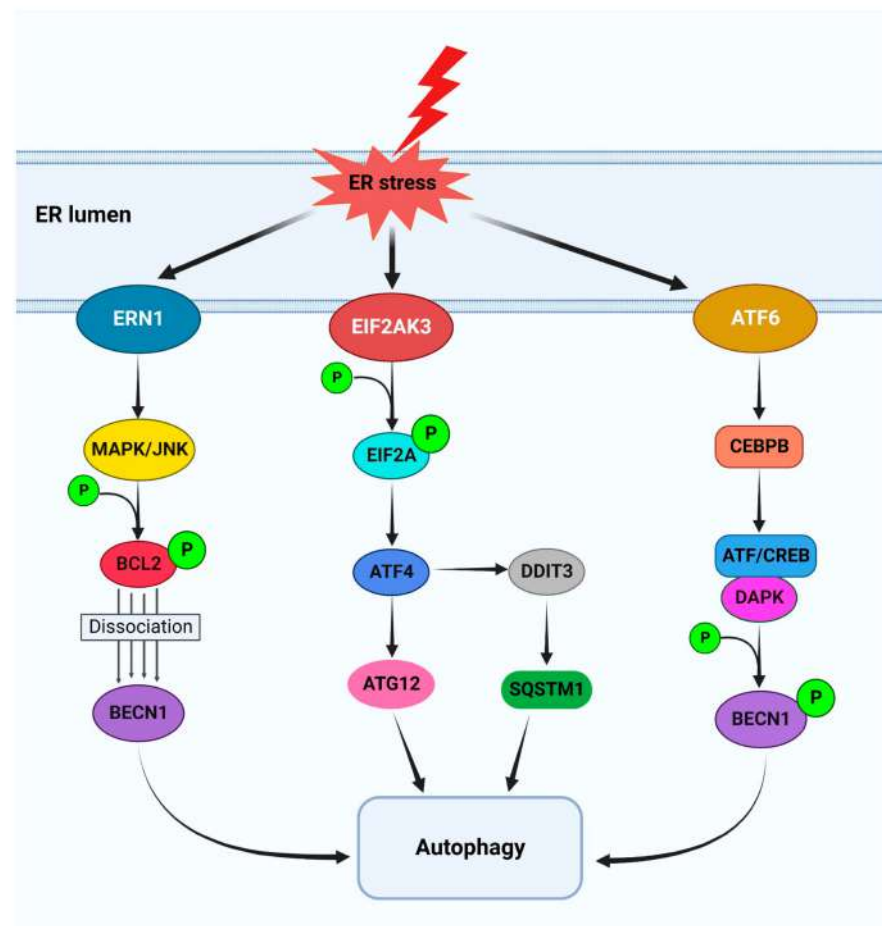 ER stress
ER lumen
ERN1
EIF2AK3
ATF6
P
P
MAPK/JNK
EIF2A
CEBPB
P
P
BCL2
ATF4
DDIT3
ATF/CREB
DAPK
Dissociation
P
ATG12
SQSTM1
P
BECN1
BECN1
Autophagy